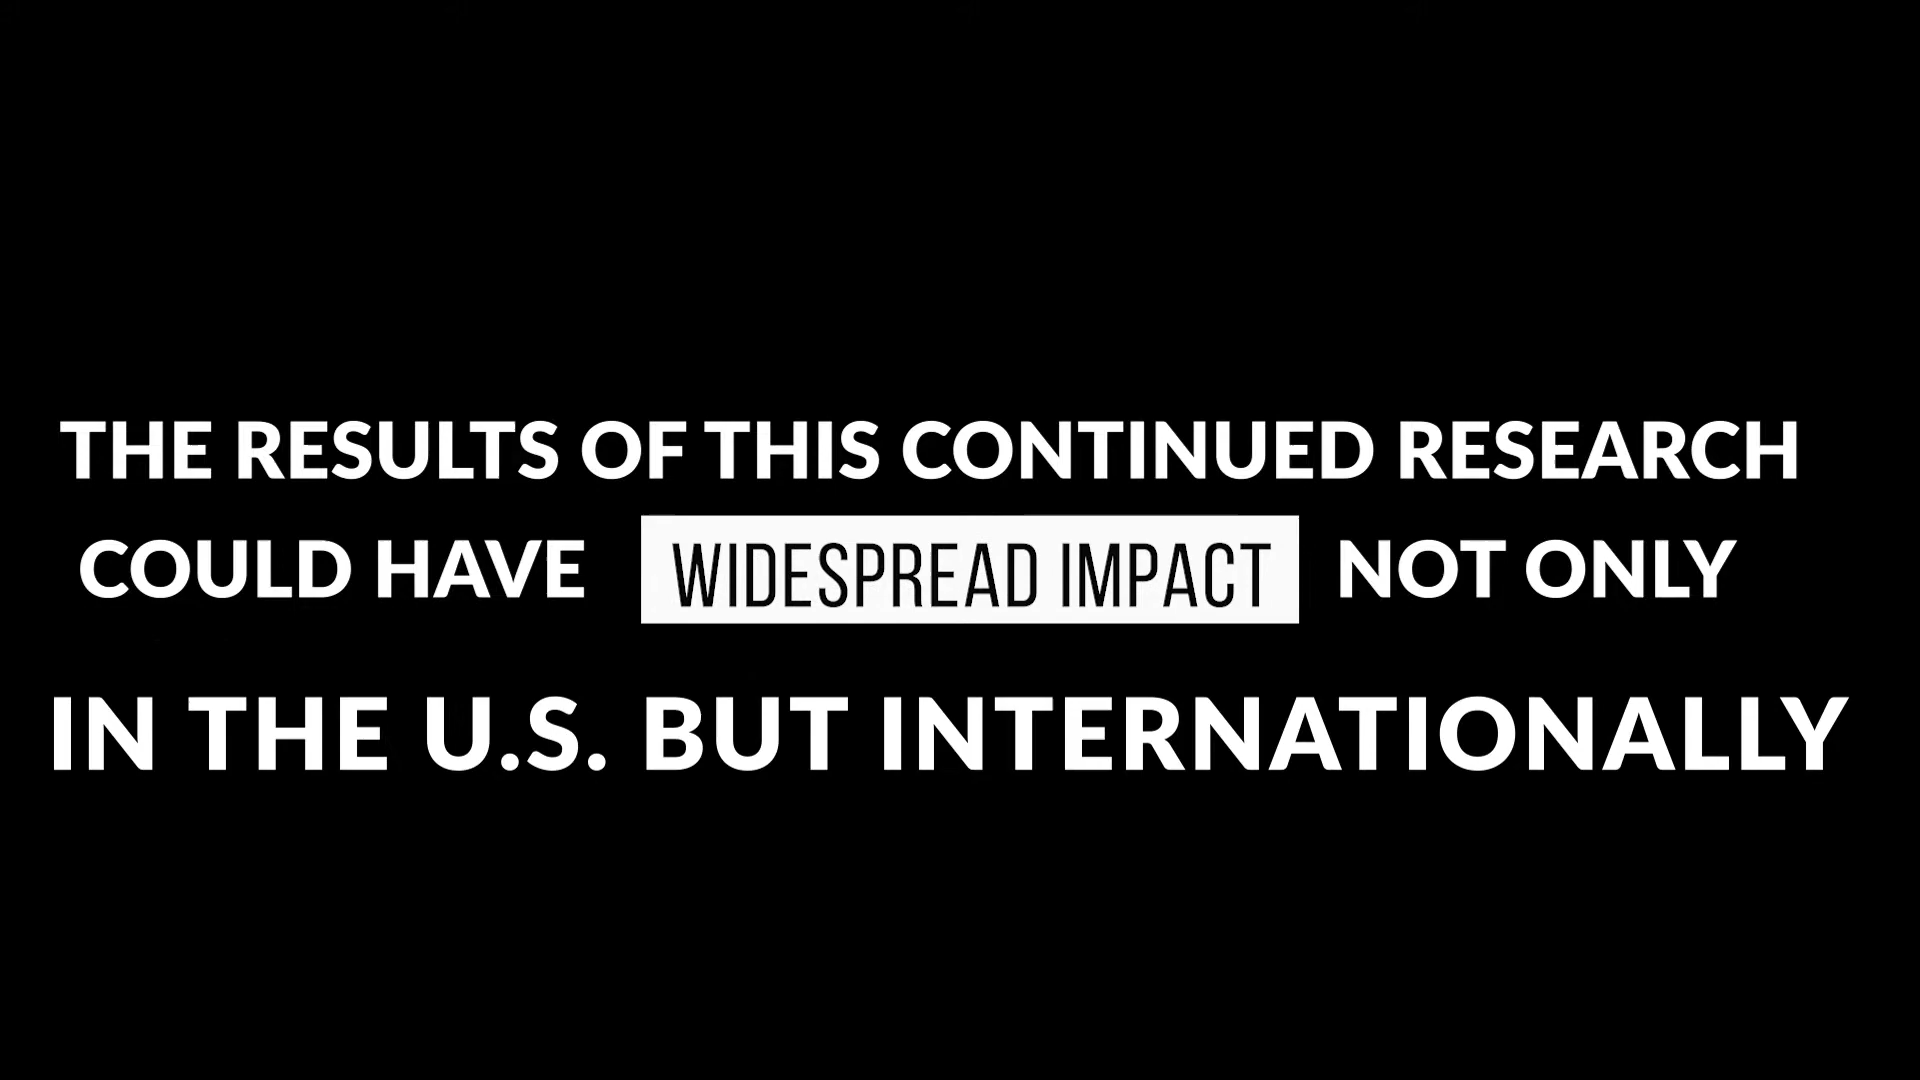 THE RESULTS OF THIS CONTINUED RESEARCH
COULD HAVE WIDESPREAD IMPACT NOT ONLY
IN THE U.S. BUT INTERNATIONALLY